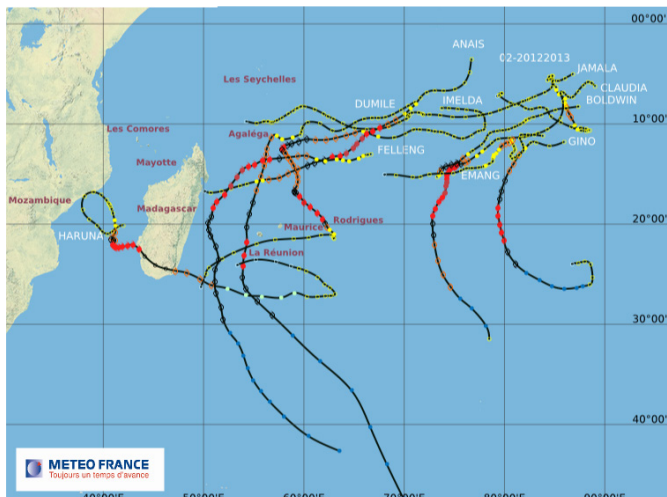 00°00'
ANAIS
02-20122013
JAMALA
Les Seychelles
CLAUDIA
DUMILE
IMELDA
BOLDWIN
10°00'
Les Comores
Agaléga
GINO
FELLENG
Mayotte
EMANG
Mozambique
Madagascar
20°00'
Rodrigues
Maurice
HARUNA
La Réunion
30°00'
40°00'
METEO FRANCE
Toujours un temps d'avance
40°00'E
50°00'E
60°00'E
70°00'E
80°00'E
90°00'E